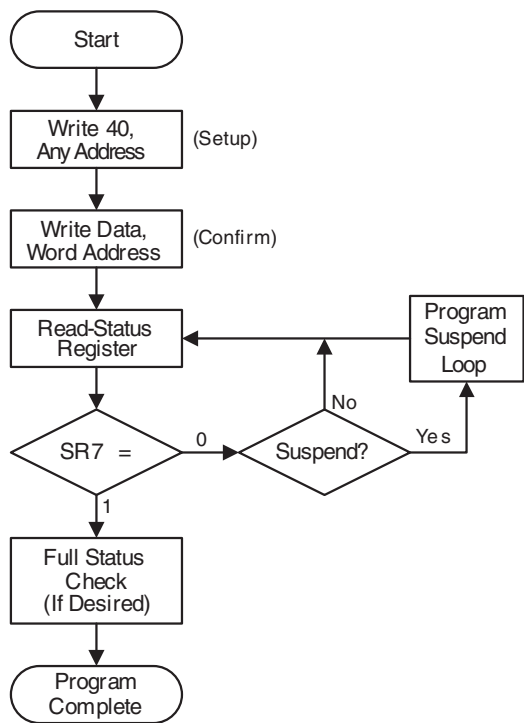 Start
Write 40,
Any Address
(Setup)
Write Data,
Word Address
(Confirm)
Read-Status
Register
Program
Suspend
Loop
No
SR7 =
0
Suspend?
Yes
1
Full Status
Check
(If Desired)
Program
Complete